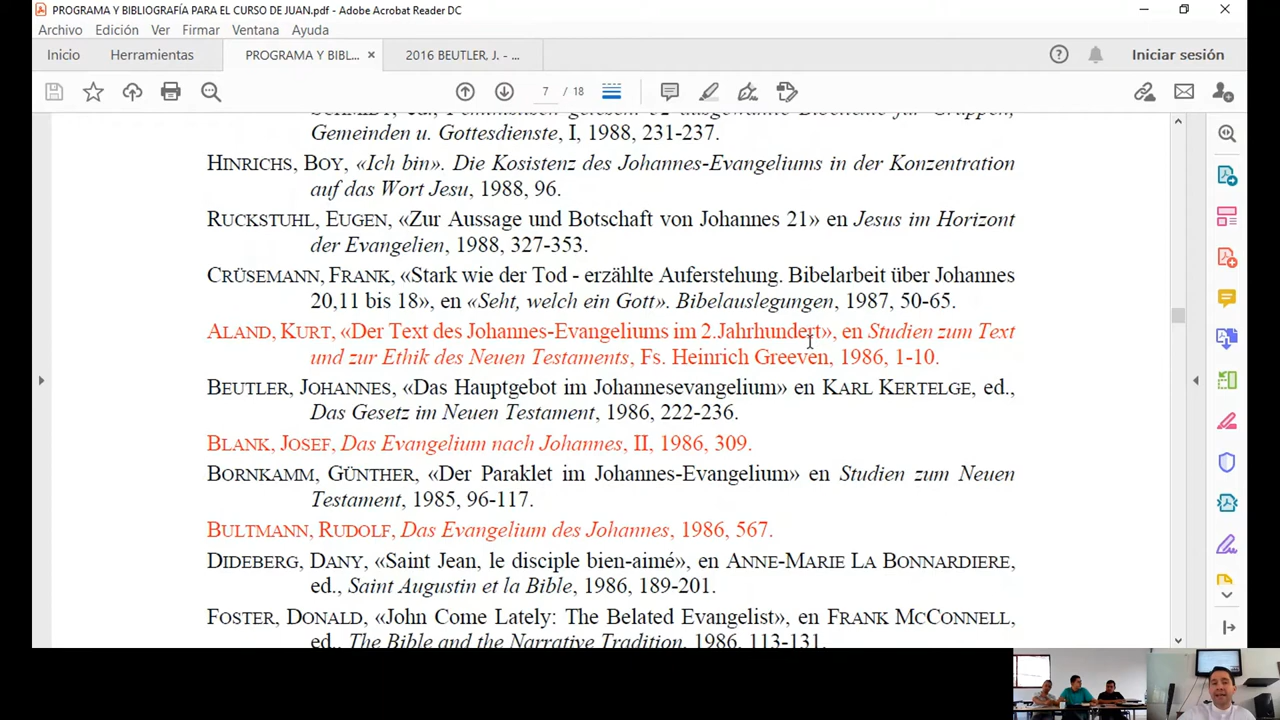 PROGRAMA Y BIBLIOGRAFÍA PARA EL CURSO DE JUAN.pdf - Adobe Acrobat Reader DC
Archivo Edición Ver Firmar Ventana Ayuda
Inicio Herramientas PROGRAMA Y BIBL... × 2016 BEUTLER, J. - ... Iniciar sesión
7 / 18
SCHMIDT, ed., Feministisch gelesen. 32 ausgewählte Bibeltexte für Gruppen,
Gemeinden u. Gottesdienste, I, 1988, 231-237.
HINRICHS, BOY, «Ich bin». Die Kosistenz des Johannes-Evangeliums in der Konzentration
auf das Wort Jesu, 1988, 96.
RUCKSTUHL, EUGEN, «Zur Aussage und Botschaft von Johannes 21» en Jesus im Horizont
der Evangelien, 1988, 327-353.
CRÜSEMANN, FRANK, «Stark wie der Tod - erzählte Auferstehung. Bibelarbeit über Johannes
20,11 bis 18», en «Seht, welch ein Gott». Bibelauslegungen, 1987, 50-65.
ALAND, KURT, «Der Text des Johannes-Evangeliums im 2.Jahrhundert», en Studien zum Text
und zur Ethik des Neuen Testaments, Fs. Heinrich Greeven, 1986, 1-10.
BEUTLER, JOHANNES, «Das Hauptgebot im Johannesevangelium» en KARL KERTELGE, ed.,
Das Gesetz im Neuen Testament, 1986, 222-236.
BLANK, JOSEF, Das Evangelium nach Johannes, II, 1986, 309.
BORNKAMM, GÜNTHER, «Der Paraklet im Johannes-Evangelium» en Studien zum Neuen
Testament, 1985, 96-117.
BULTMANN, RUDOLF, Das Evangelium des Johannes, 1986, 567.
DIDEBERG, DANY, «Saint Jean, le disciple bien-aimé», en ANNE-MARIE LA BONNARDIERE,
ed., Saint Augustin et la Bible, 1986, 189-201.
FOSTER, DONALD, «John Come Lately: The Belated Evangelist», en FRANK MCCONNELL,
ed., The Bible and the Narrative Tradition, 1986, 113-131.